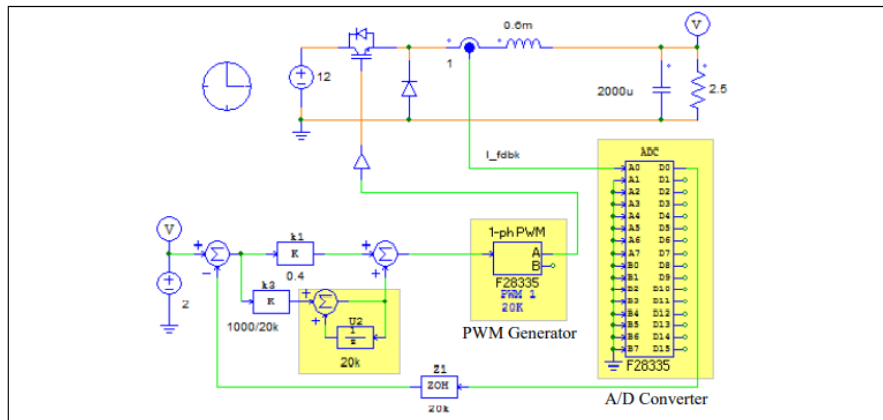 0.6m
V
12
1
2000u
2.5
I_fdbk
ADC
A0 D0
A1 D1
A2 D2
A3 D3
A4 D4
A5 D5
A6 D6
A7 D7
B0 D8
B1 D9
B2 D10
B3 D11
B4 D12
B5 D13
B6 D14
B7 D15
F28335
A/D Converter
V
k1
K
0.4
1-ph PWM
A
B
F28335
PWM 1
20K
PWM Generator
2
k3
K
1000/20k
U2
1
z
20k
Z1
ZOH
20k